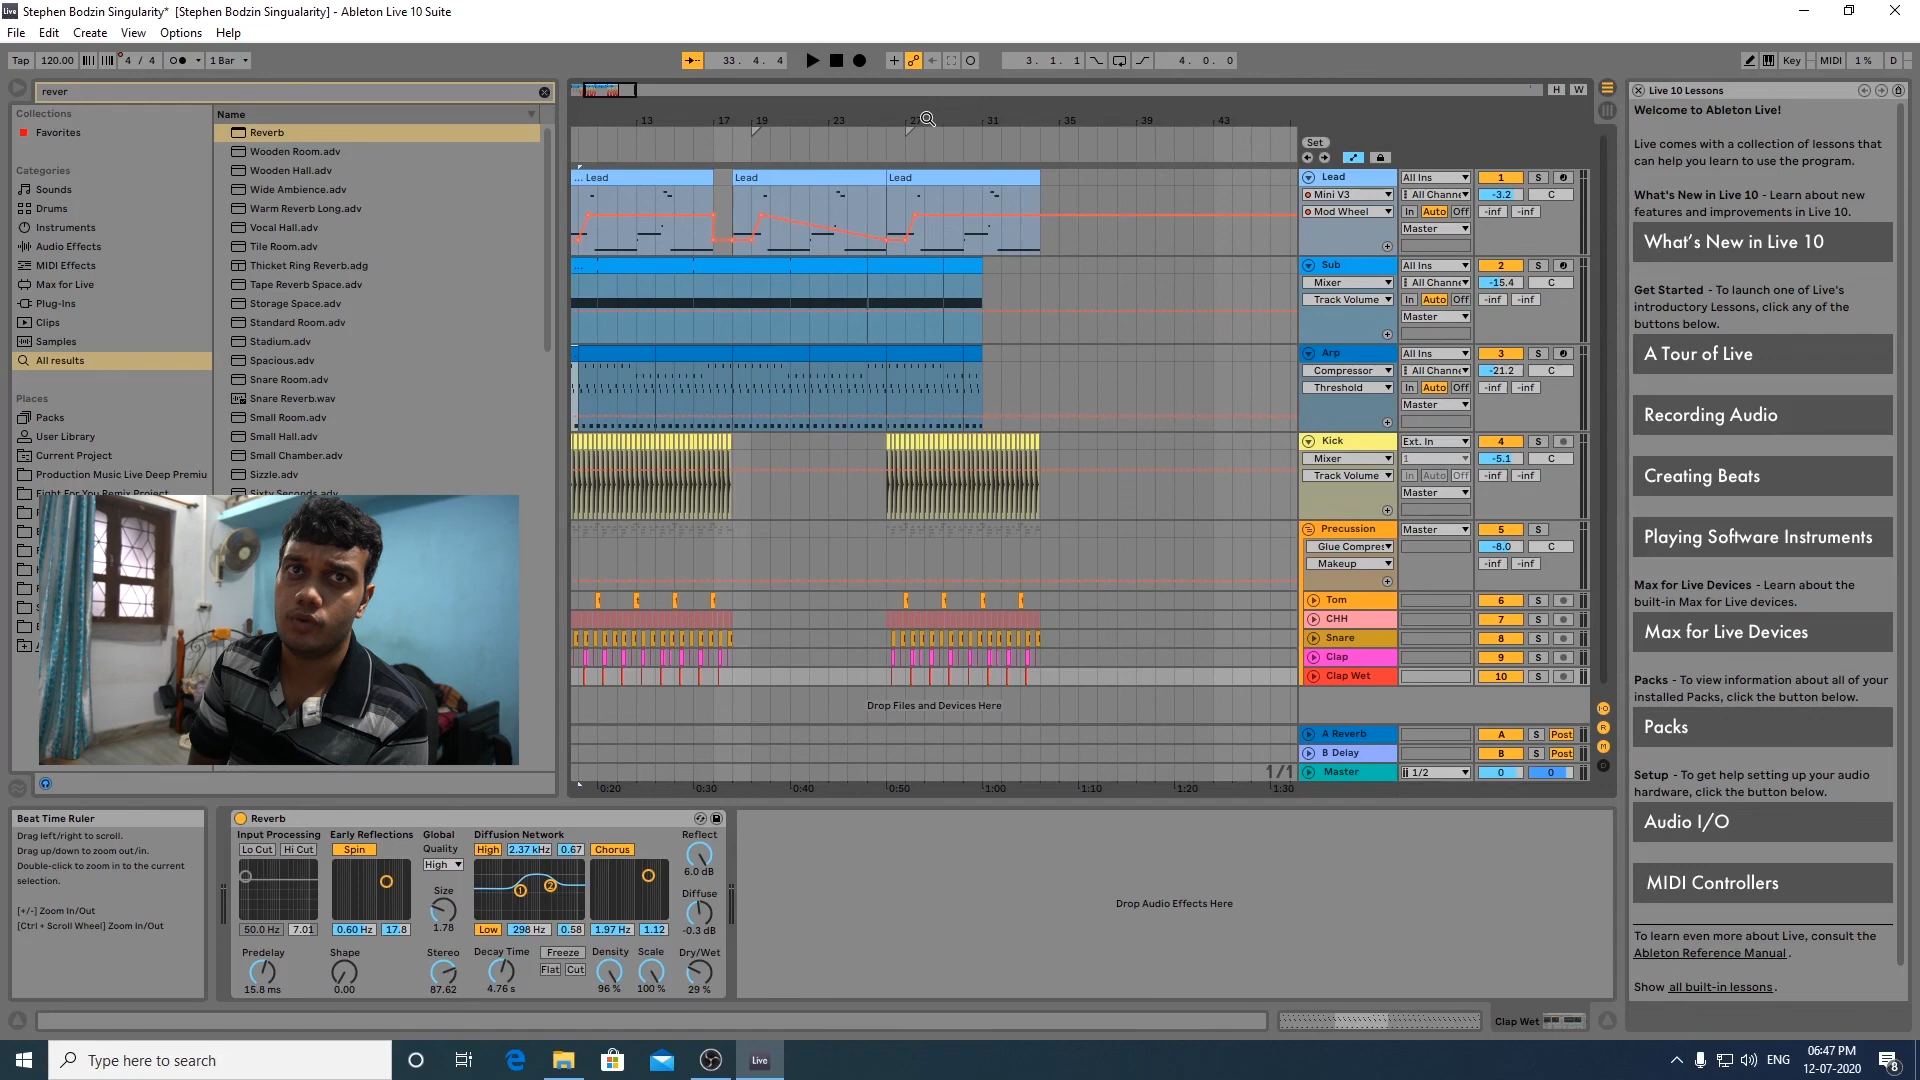 Stephen Bodzin Singularity*  [Stephen Bodzin Singualarity] - Ableton Live 10 Suite
File Edit Create View Options Help
Tap 120.00 4 / 4 1 Bar 33. 4. 4 3. 1. 1 4. 0. 0 Key MIDI 1 % D
rever
Collections
Favorites
Categories
Sounds
Drums
Instruments
Audio Effects
MIDI Effects
Max for Live
Plug-Ins
Clips
Samples
All results
Places
Packs
User Library
Current Project
Production Music Live Deep Premiu
Fight For You Remix Project
Name
Reverb
Wooden Room.adv
Wooden Hall.adv
Wide Ambience.adv
Warm Reverb Long.adv
Vocal Hall.adv
Tile Room.adv
Thicket Ring Reverb.adg
Tape Reverb Space.adv
Storage Space.adv
Standard Room.adv
Stadium.adv
Spacious.adv
Snare Room.adv
Snare Reverb.wav
Small Room.adv
Small Hall.adv
Small Chamber.adv
Sizzle.adv
Sixty Seconds.adv
H W
13 17 19 23 27 31 35 39 43
Set
... Lead Lead Lead
Lead All Ins 1 S
Mini V3 All Channe -3.2 C
Mod Wheel In Auto Off -inf -inf
Master
...
Sub All Ins 2 S
Mixer All Channe -15.4 C
Track Volume In Auto Off -inf -inf
Master
Arp All Ins 3 S
Compressor All Channe -21.2 C
Threshold In Auto Off -inf -inf
Master
Kick Ext. In 4 S
Mixer 1 -5.1 C
Track Volume In Auto Off -inf -inf
Master
Precussion Master 5 S
Glue Compres -8.0 C
Makeup -inf -inf
Tom 6 S
CHH 7 S
Snare 8 S
Clap 9 S
Clap Wet 10 S
Drop Files and Devices Here
A Reverb A S Post
B Delay B S Post
1/1 Master 1/2 0 0
0:20 0:30 0:40 0:50 1:00 1:10 1:20 1:30
Live 10 Lessons
Welcome to Ableton Live!
Live comes with a collection of lessons that
can help you learn to use the program.
What's New in Live 10 - Learn about new
features and improvements in Live 10.
What's New in Live 10
Get Started - To launch one of Live's
introductory Lessons, click any of the
buttons below.
A Tour of Live
Recording Audio
Creating Beats
Playing Software Instruments
Max for Live Devices - Learn about the
built-in Max for Live devices.
Max for Live Devices
Packs - To view information about all of your
installed Packs, click the button below.
Packs
Setup - To get help setting up your audio
hardware, click the button below.
Audio I/O
MIDI Controllers
To learn even more about Live, consult the
Ableton Reference Manual .
Show all built-in lessons .
Beat Time Ruler
Drag left/right to scroll.
Drag up/down to zoom out/in.
Double-click to zoom in to the current
selection.
[+/-] Zoom In/Out
[Ctrl + Scroll Wheel] Zoom In/Out
Reverb
Input Processing Early Reflections Global Diffusion Network Reflect
Lo Cut Hi Cut Spin Quality High 2.37 kHz 0.67 Chorus
High 6.0 dB
Size 1 2 Diffuse
1.78 -0.3 dB
50.0 Hz 7.01 0.60 Hz 17.8 Low 298 Hz 0.58 1.97 Hz 1.12
Predelay Shape Stereo Decay Time Freeze Density Scale Dry/Wet
Flat Cut
15.8 ms 0.00 87.62 4.76 s 96 % 100 % 29 %
Drop Audio Effects Here
Clap Wet
Type here to search Live ENG 06:47 PM
12-07-2020 8